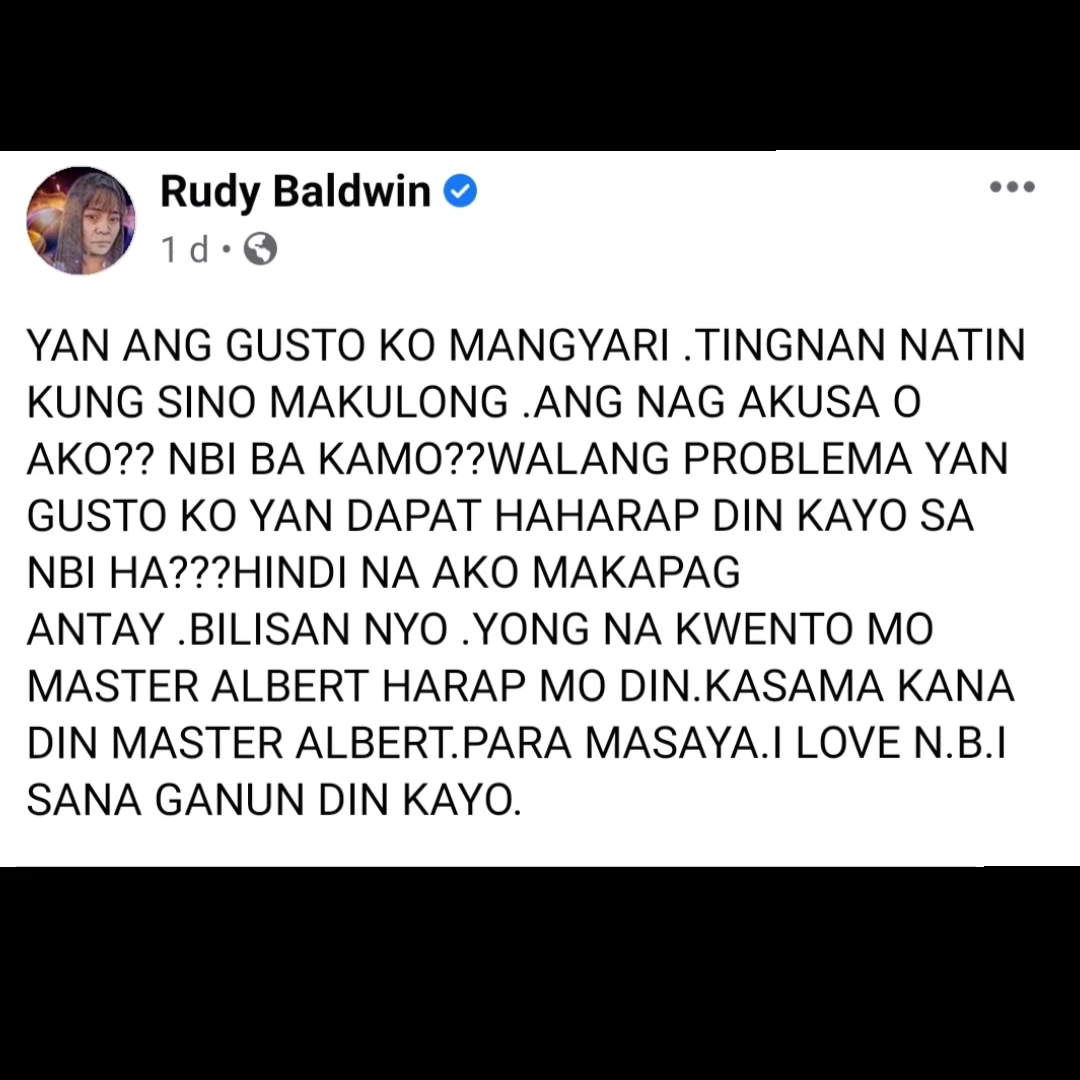 Rudy Baldwin
1 d •
YAN ANG GUSTO KO MANGYARI .TINGNAN NATIN
KUNG SINO MAKULONG .ANG NAG AKUSA O
AKO?? NBI BA KAMO??WALANG PROBLEMA YAN
GUSTO KO YAN DAPAT HAHARAP DIN KAYO SA
NBI HA???HINDI NA AKO MAKAPAG
ANTAY .BILISAN NYO .YONG NA KWENTO MO
MASTER ALBERT HARAP MO DIN.KASAMA KANA
DIN MASTER ALBERT.PARA MASAYA.I LOVE N.B.I
SANA GANUN DIN KAYO.